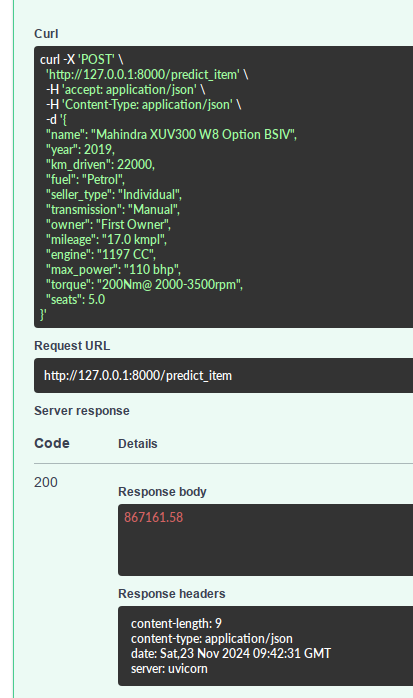 Curl
curl -X 'POST' \
'http://127.0.0.1:8000/predict_item' \
-H 'accept: application/json' \
-H 'Content-Type: application/json' \
-d '{
"name": "Mahindra XUV300 W8 Option BSIV",
"year": 2019,
"km_driven": 22000,
"fuel": "Petrol",
"seller_type": "Individual",
"transmission": "Manual",
"owner": "First Owner",
"mileage": "17.0 kmpl",
"engine": "1197 CC",
"max_power": "110 bhp",
"torque": "200Nm@ 2000-3500rpm",
"seats": 5.0
}'
Request URL
http://127.0.0.1:8000/predict_item
Server response
Code Details
200
Response body
867161.58
Response headers
content-length: 9
content-type: application/json
date: Sat,23 Nov 2024 09:42:31 GMT
server: uvicorn